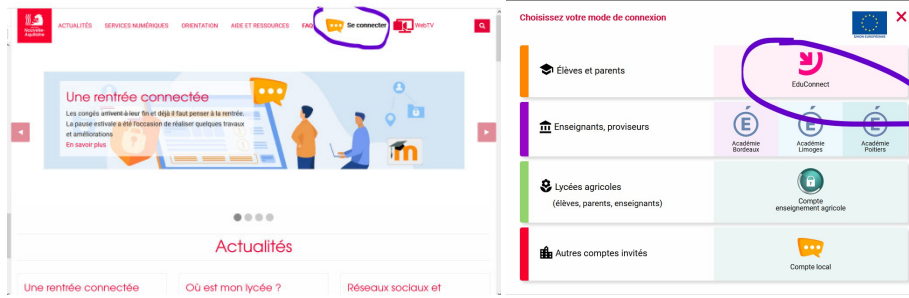 Région
Nouvelle-
Aquitaine
ACTUALITÉS SERVICES NUMÉRIQUES ORIENTATION AIDE ET RESSOURCES FAQ Se connecter WebTV
Une rentrée connectée
Les congés arrivent à leur fin et déjà il faut penser à la rentrée.
La pause estivale a été l'occasion de réaliser quelques travaux
et améliorations
En savoir plus
Actualités
Une rentrée connectée
Où est mon lycée ?
Réseaux sociaux et
Choisissez votre mode de connexion
UNION EUROPÉENNE
Élèves et parents
EduConnect
Enseignants, proviseurs
Académie
Bordeaux
Académie
Limoges
Académie
Poitiers
Lycées agricoles
(élèves, parents, enseignants)
Compte
enseignement agricole
Autres comptes invités
Compte local